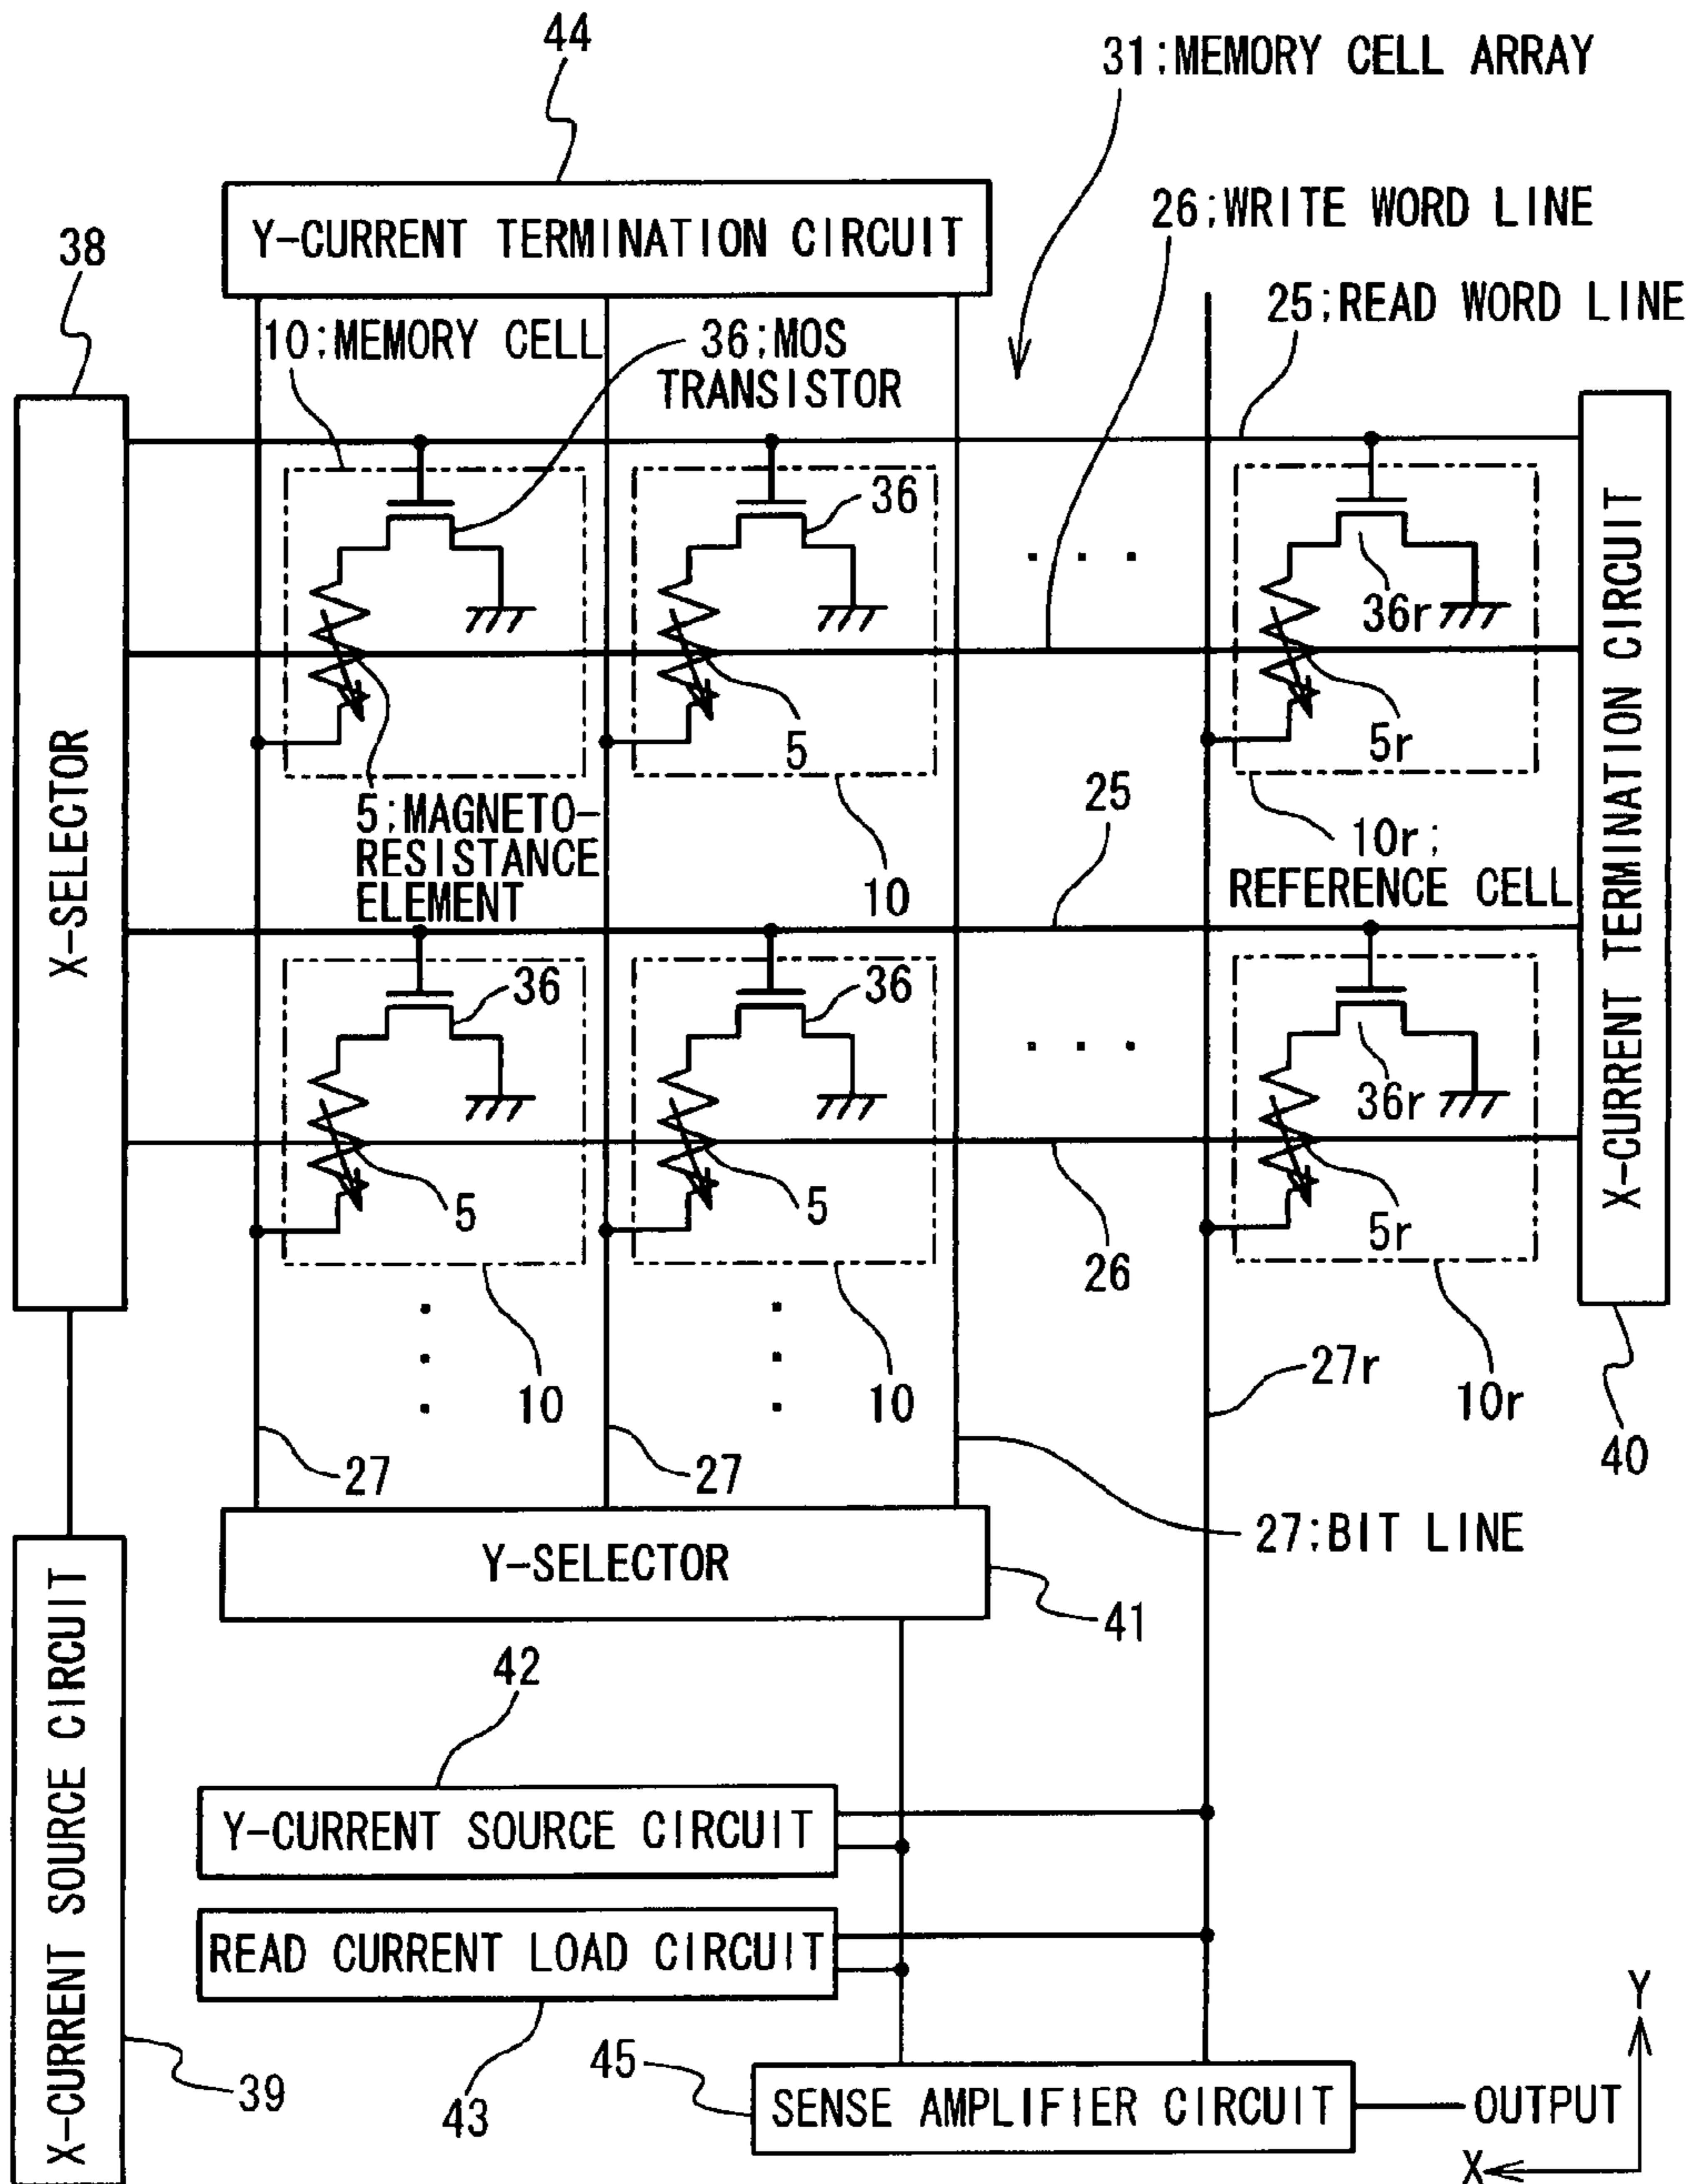 44
31;MEMORY CELL ARRAY
26;WRITE WORD LINE
38
Y-CURRENT TERMINATION CIRCUIT
25;READ WORD LINE
10;MEMORY CELL
36;MOS
TRANSISTOR
36
. . .
36r
5
5r
X-SELECTOR
X-CURRENT TERMINATION CIRCUIT
5;MAGNETO-
RESISTANCE
ELEMENT
10
25
10r;
REFERENCE CELL
36
36
. . .
36r
5
5
26
5r
10
10
27r
10r
40
27
27
27;BIT LINE
Y-SELECTOR
41
42
X-CURRENT SOURCE CIRCUIT
Y-CURRENT SOURCE CIRCUIT
READ CURRENT LOAD CIRCUIT
39
43
45
SENSE AMPLIFIER CIRCUIT
OUTPUT
Y
X